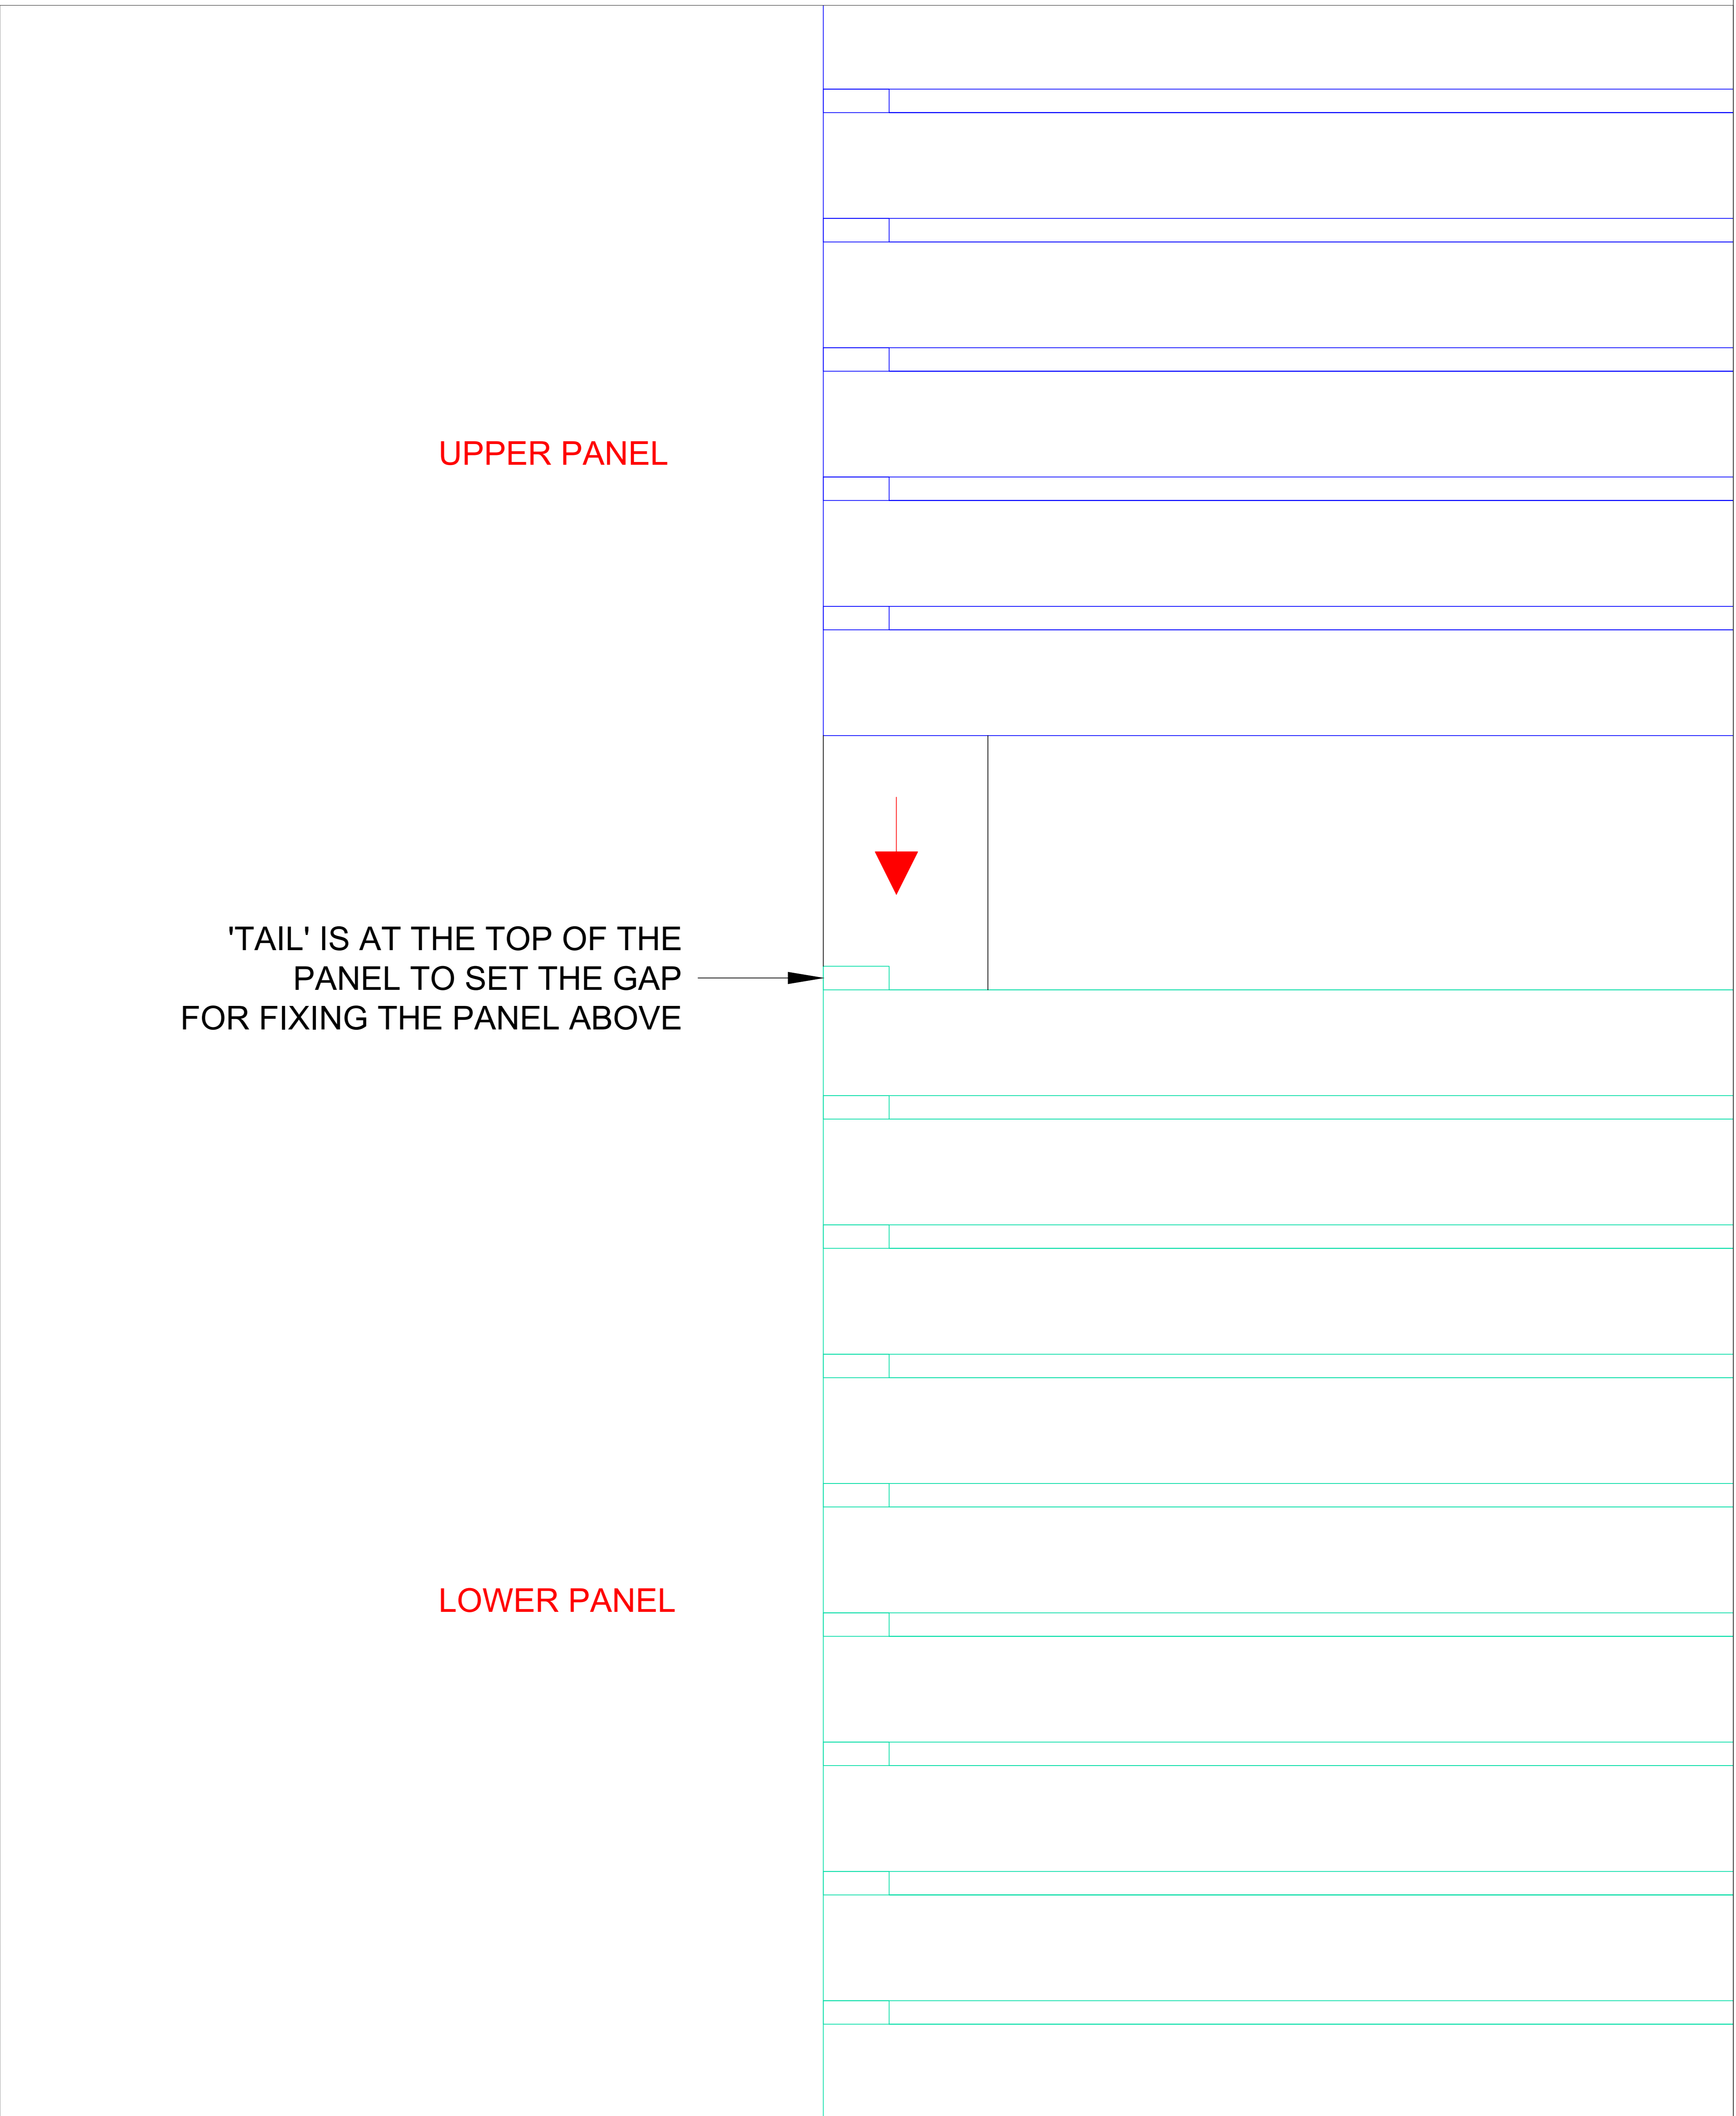 UPPER PANEL
'TAIL' IS AT THE TOP OF THE
PANEL TO SET THE GAP
FOR FIXING THE PANEL ABOVE
LOWER PANEL